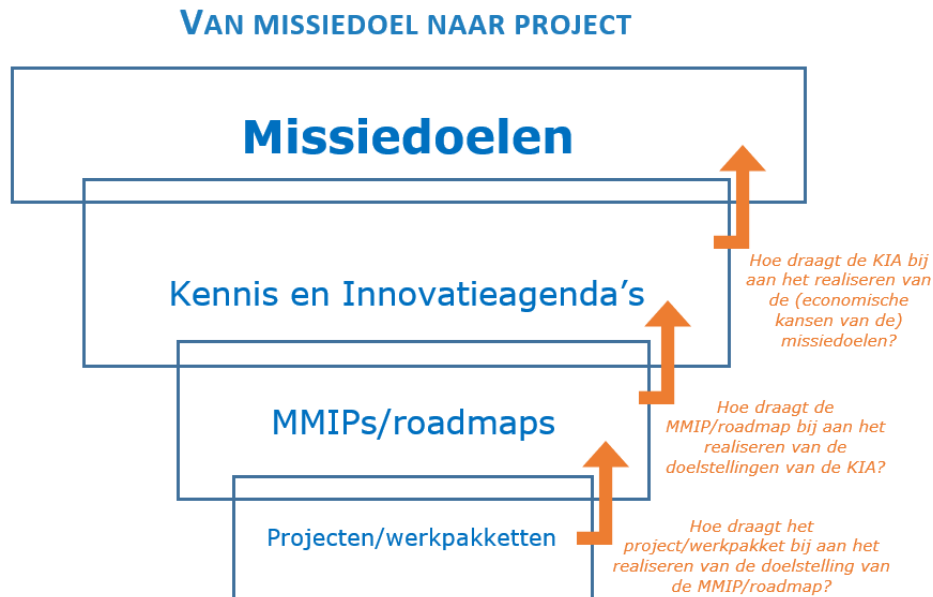 VAN MISSIEDOEL NAAR PROJECT
Missiedoelen
Kennis en Innovatieagenda’s
Hoe draagt de KIA bij
aan het realiseren van
de (economische
kansen van de)
missiedoelen?
MMIPs/roadmaps
Hoe draagt de
MMIP/roadmap bij aan het
realiseren van de
doelstellingen van de KIA?
Projecten/werkpakketten
Hoe draagt het
project/werkpakket bij aan het
realiseren van de doelstelling van
de MMIP/roadmap?